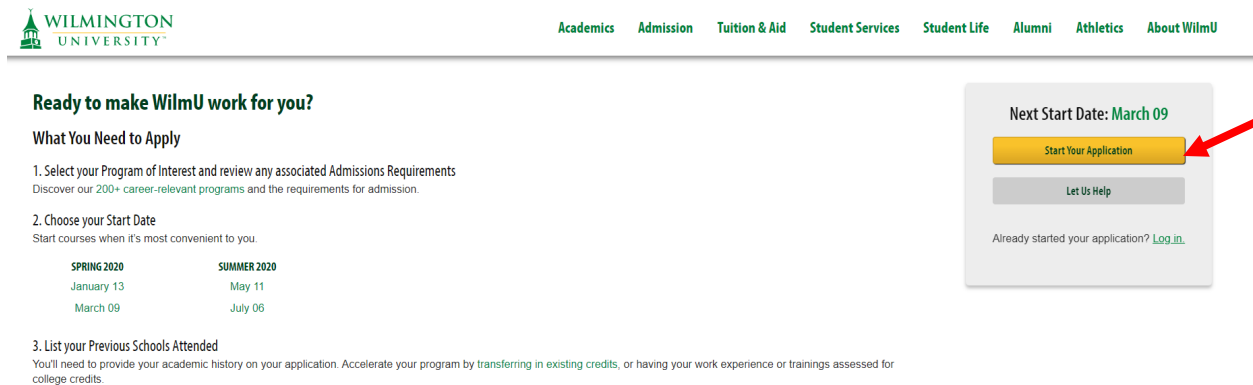 WILMINGTON
UNIVERSITY
Academics Admission Tuition & Aid Student Services Student Life Alumni Athletics About WilmU
Ready to make WilmU work for you?
What You Need to Apply
1. Select your Program of Interest and review any associated Admissions Requirements
Discover our 200+ career-relevant programs and the requirements for admission.
2. Choose your Start Date
Start courses when it's most convenient to you.
SPRING 2020 SUMMER 2020
January 13 May 11
March 09 July 06
3. List your Previous Schools Attended
You'll need to provide your academic history on your application. Accelerate your program by transferring in existing credits, or having your work experience or trainings assessed for
college credits.
Next Start Date: March 09
Start Your Application
Let Us Help
Already started your application? Log in.